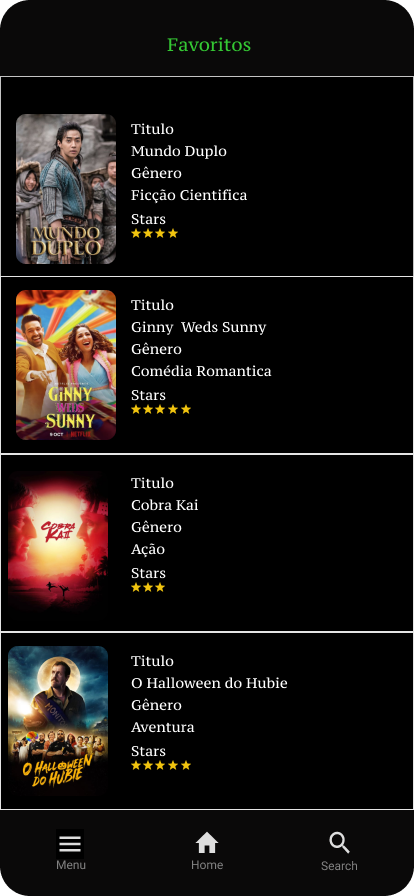 Favoritos
MUNDO
DUPLO
Titulo
Mundo Duplo
Gênero
Ficção Cientifica
Stars
GINNY
WEDS
SUNNY
9 OCT NETFLIX
Titulo
Ginny Weds Sunny
Gênero
Comédia Romantica
Stars
COBRA
KAI
Titulo
Cobra Kai
Gênero
Ação
Stars
O HALLOWEEN
DO HUBIE
Titulo
O Halloween do Hubie
Gênero
Aventura
Stars
Menu
Home
Search